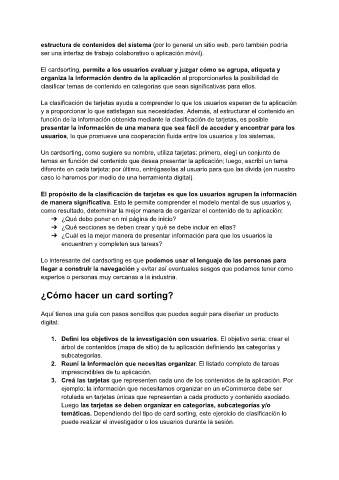 estructura de contenidos del sistema (por lo general un sitio web, pero también podría
ser una interfaz de trabajo colaborativo o aplicación móvil).
El cardsorting, permite a los usuarios evaluar y juzgar cómo se agrupa, etiqueta y
organiza la información dentro de la aplicación al proporcionarles la posibilidad de
clasificar temas de contenido en categorías que sean significativas para ellos.
La clasificación de tarjetas ayuda a comprender lo que los usuarios esperan de tu aplicación
y a proporcionar lo que satisfagan sus necesidades. Además, al estructurar el contenido en
función de la información obtenida mediante la clasificación de tarjetas, es posible
presentar la información de una manera que sea fácil de acceder y encontrar para los
usuarios, lo que promueve una cooperación fluida entre los usuarios y los sistemas.
Un cardsorting, como sugiere su nombre, utiliza tarjetas: primero, elegí un conjunto de
temas en función del contenido que desea presentar la aplicación; luego, escribí un tema
diferente en cada tarjeta; por último, entrégaselas al usuario para que las divida (en nuestro
caso lo haremos por medio de una herramienta digital).
El propósito de la clasificación de tarjetas es que los usuarios agrupen la información
de manera significativa. Esto le permite comprender el modelo mental de sus usuarios y,
como resultado, determinar la mejor manera de organizar el contenido de tu aplicación:
➔ ¿Qué debo poner en mi página de inicio?
➔ ¿Qué secciones se deben crear y qué se debe incluir en ellas?
➔ ¿Cuál es la mejor manera de presentar información para que los usuarios la
encuentren y completen sus tareas?
Lo interesante del cardsorting es que podemos usar el lenguaje de las personas para
llegar a construir la navegación y evitar así eventuales sesgos que podamos tener como
expertos o personas muy cercanas a la industria.
¿Cómo hacer un card sorting?
Aquí tienes una guía con pasos sencillos que puedes seguir para diseñar un producto
digital:
1. Definí los objetivos de la investigación con usuarios. El objetivo sería: crear el
árbol de contenidos (mapa de sitio) de tu aplicación definiendo las categorías y
subcategorías.
2. Reuní la información que necesitas organizar. El listado completo de tareas
imprescindibles de tu aplicación.
3. Creá las tarjetas que representen cada uno de los contenidos de la aplicación. Por
ejemplo: la información que necesitamos organizar en un eCommerce debe ser
rotulada en tarjetas únicas que representan a cada producto y contenido asociado.
Luego las tarjetas se deben organizar en categorías, subcategorías y/o
temáticas. Dependiendo del tipo de card sorting, este ejercicio de clasificación lo
puede realizar el investigador o los usuarios durante la sesión.